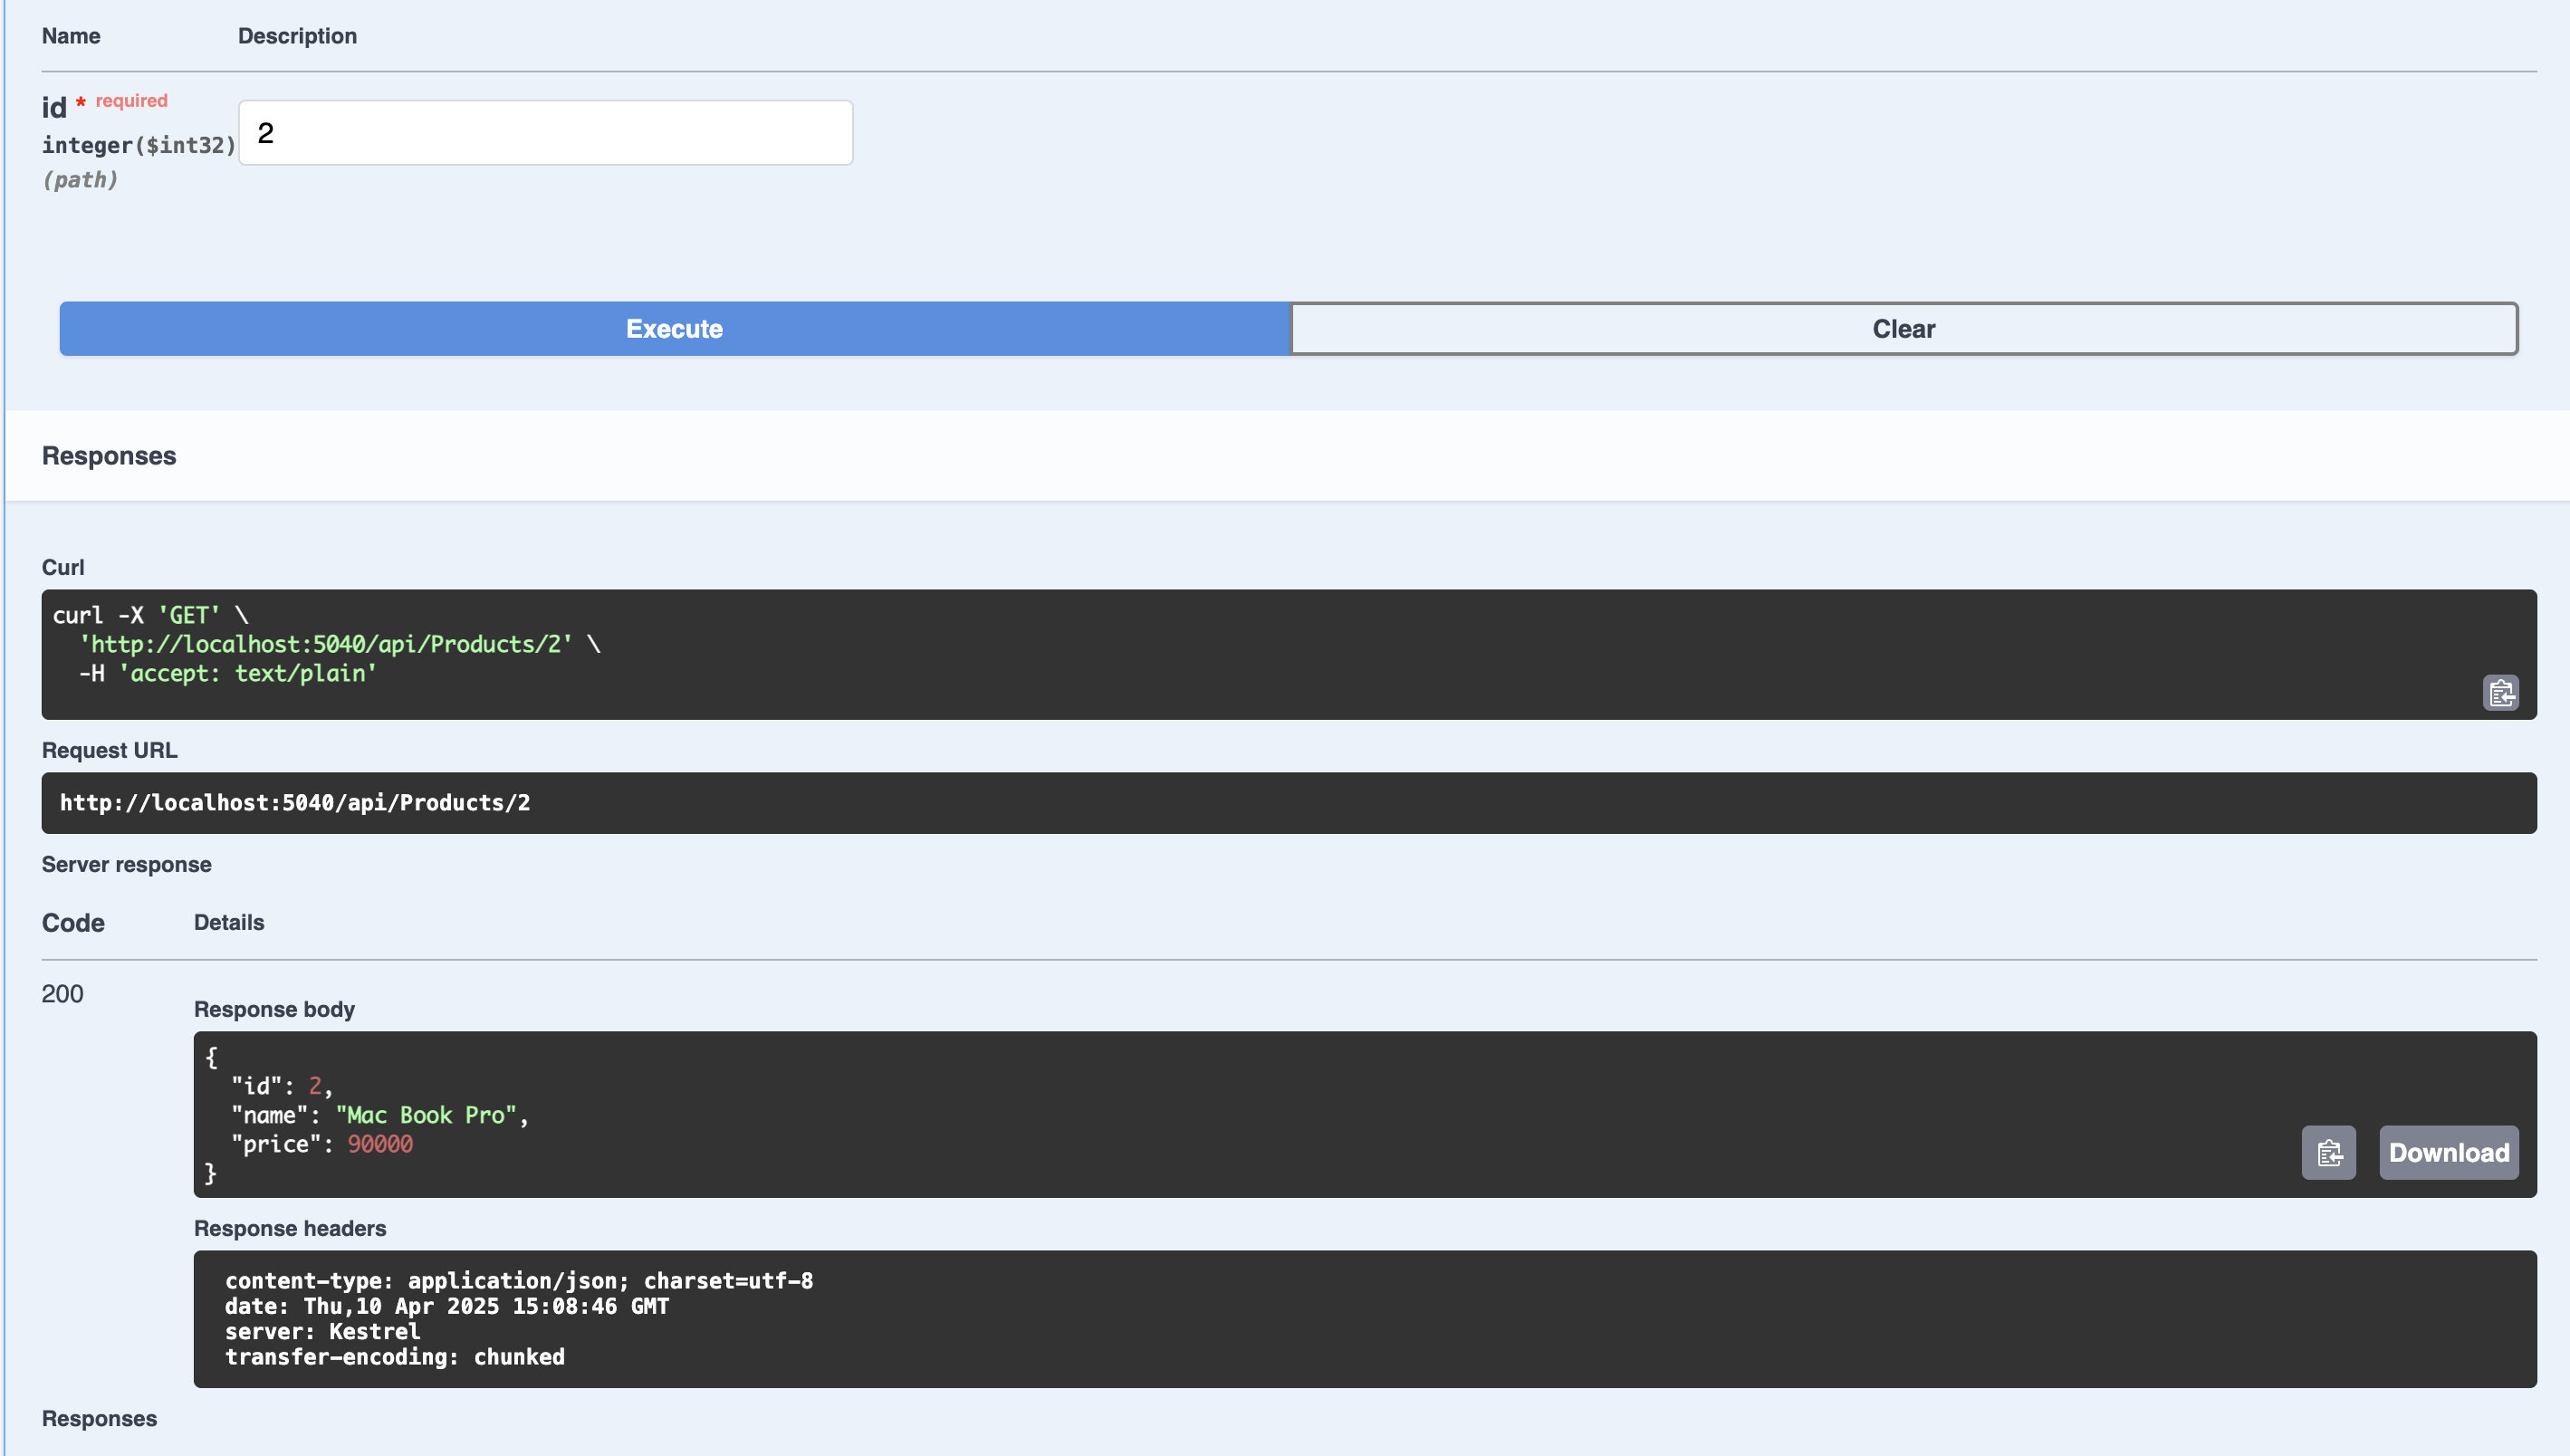 Name Description
id * required
integer($int32)
(path)
2
Execute Clear
Responses
Curl
curl -X 'GET' \
  'http://localhost:5040/api/Products/2' \
  -H 'accept: text/plain'
Request URL
http://localhost:5040/api/Products/2
Server response
Code Details
200
Response body
{
  "id": 2,
  "name": "Mac Book Pro",
  "price": 90000
}
Download
Response headers
content-type: application/json; charset=utf-8
date: Thu,10 Apr 2025 15:08:46 GMT
server: Kestrel
transfer-encoding: chunked
Responses